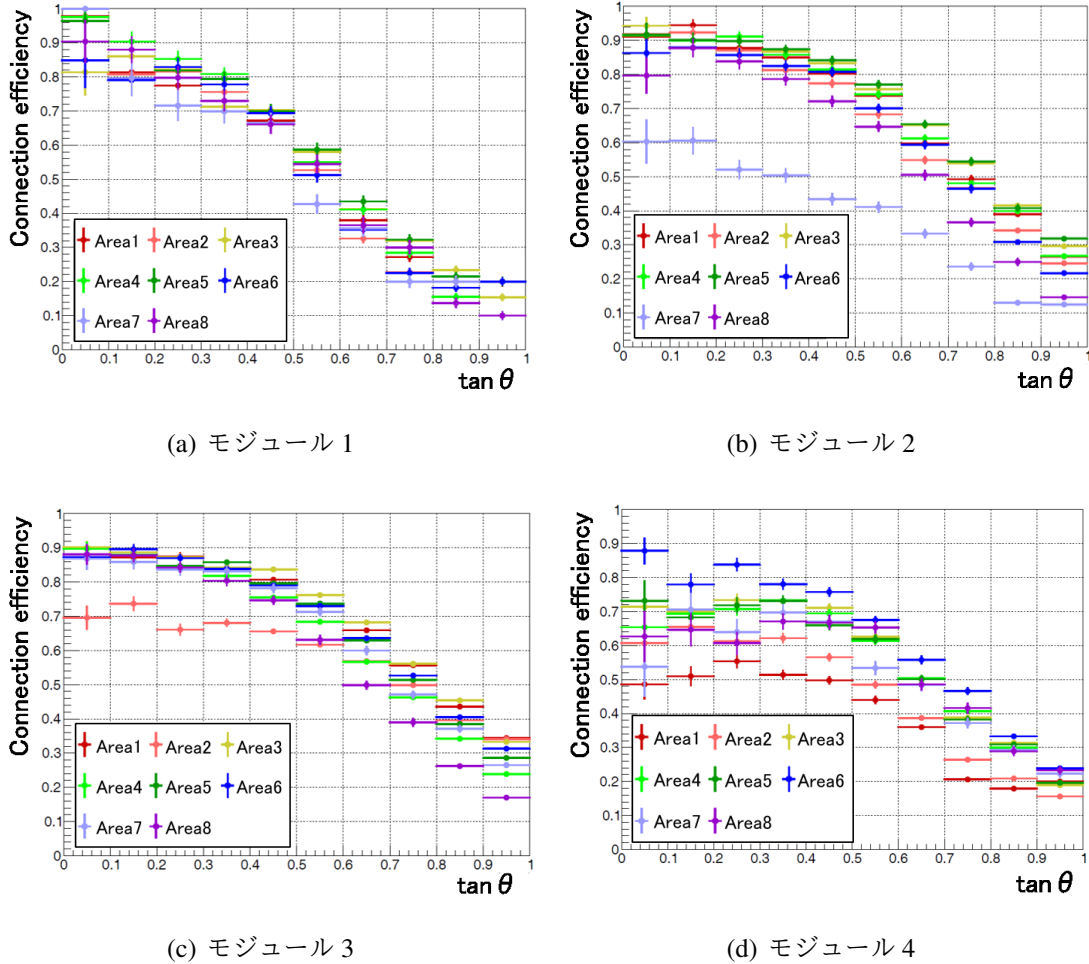 Connection efficiency
1
0.9
0.8
0.7
0.6
0.5
0.4
0.3
0.2
0.1
0
Area1 Area2 Area3
Area4 Area5 Area6
Area7 Area8
0 0.1 0.2 0.3 0.4 0.5 0.6 0.7 0.8 0.9 1
tan θ
(a) モジュール 1
Connection efficiency
1
0.9
0.8
0.7
0.6
0.5
0.4
0.3
0.2
0.1
0
Area1 Area2 Area3
Area4 Area5 Area6
Area7 Area8
0 0.1 0.2 0.3 0.4 0.5 0.6 0.7 0.8 0.9 1
tan θ
(b) モジュール 2
Connection efficiency
1
0.9
0.8
0.7
0.6
0.5
0.4
0.3
0.2
0.1
0
Area1 Area2 Area3
Area4 Area5 Area6
Area7 Area8
0 0.1 0.2 0.3 0.4 0.5 0.6 0.7 0.8 0.9 1
tan θ
(c) モジュール 3
Connection efficiency
1
0.9
0.8
0.7
0.6
0.5
0.4
0.3
0.2
0.1
0
Area1 Area2 Area3
Area4 Area5 Area6
Area7 Area8
0 0.1 0.2 0.3 0.4 0.5 0.6 0.7 0.8 0.9 1
tan θ
(d) モジュール 4